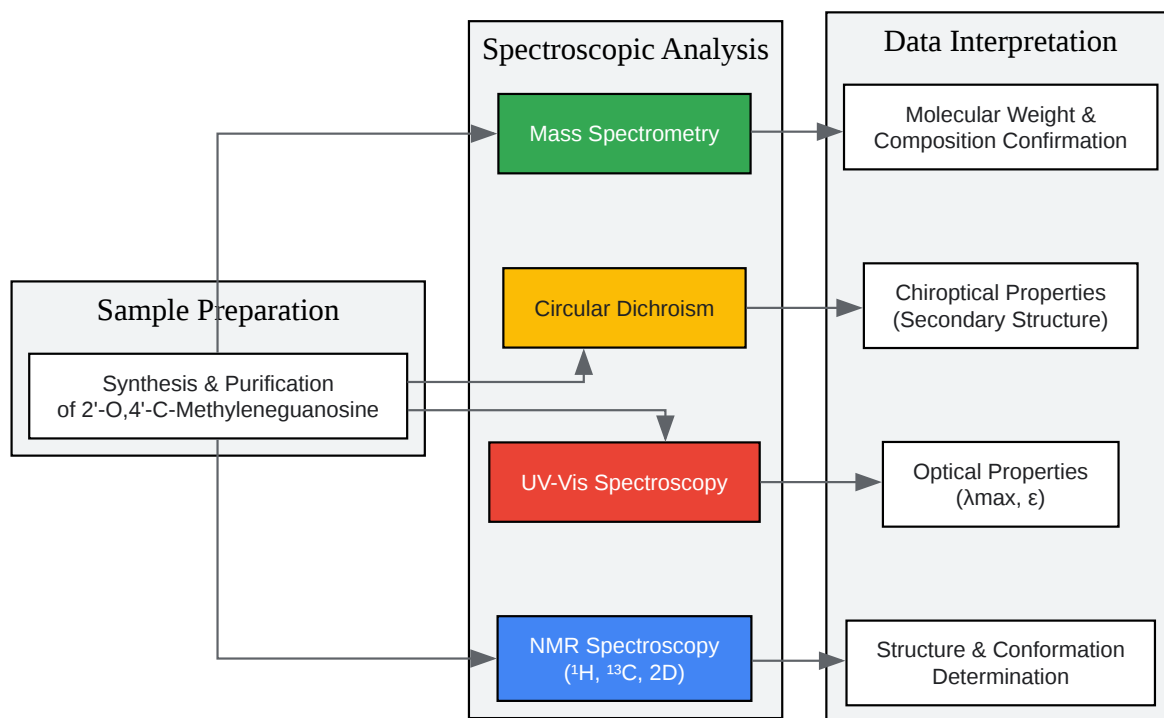 Sample Preparation
Synthesis & Purification
of 2'-O,4'-C-Methyleneguanosine
Spectroscopic Analysis
Mass Spectrometry
Circular Dichroism
UV-Vis Spectroscopy
NMR Spectroscopy
(¹H, ¹³C, 2D)
Data Interpretation
Molecular Weight &
Composition Confirmation
Chiroptical Properties
(Secondary Structure)
Optical Properties
(λmax, ε)
Structure & Conformation
Determination